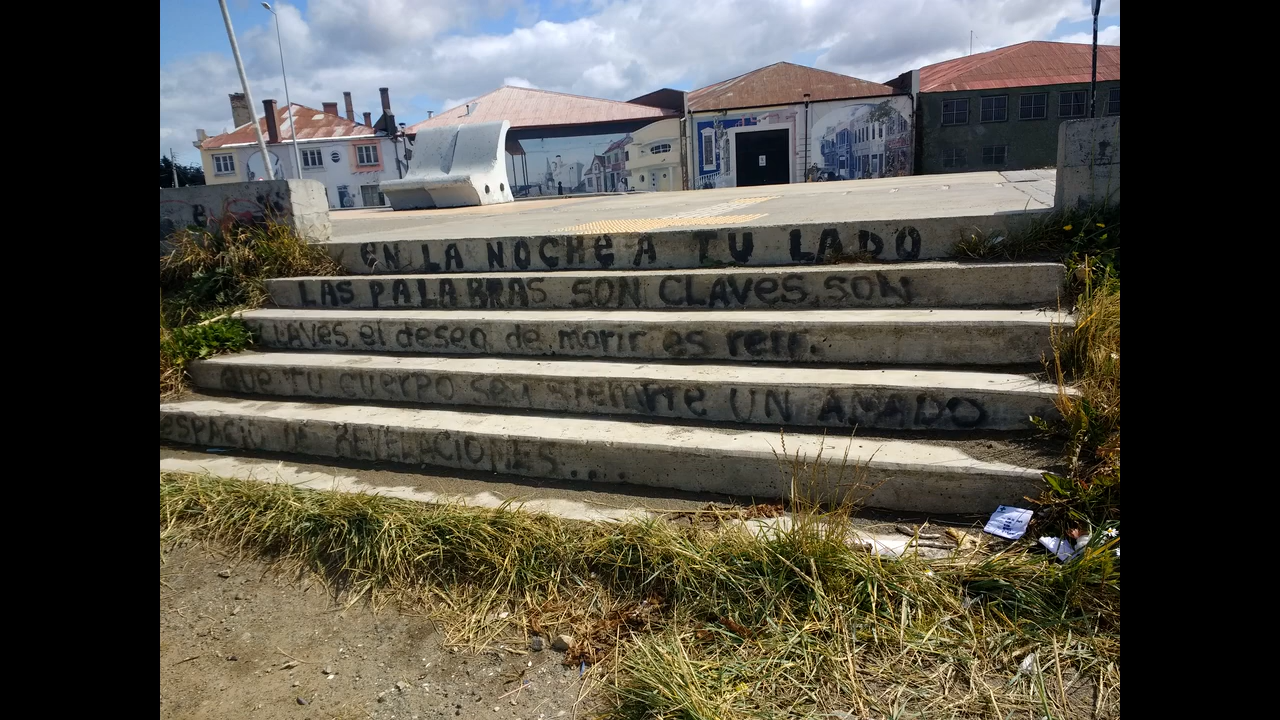 EN LA NOCHE A TU LADO
LAS PALABRAS SON CLAVES, SON
CLAVES. el deseo de morir es reir.
que tu cuerpo sea siempre UN AMADO
ESPACIO DE REVELACIONES...